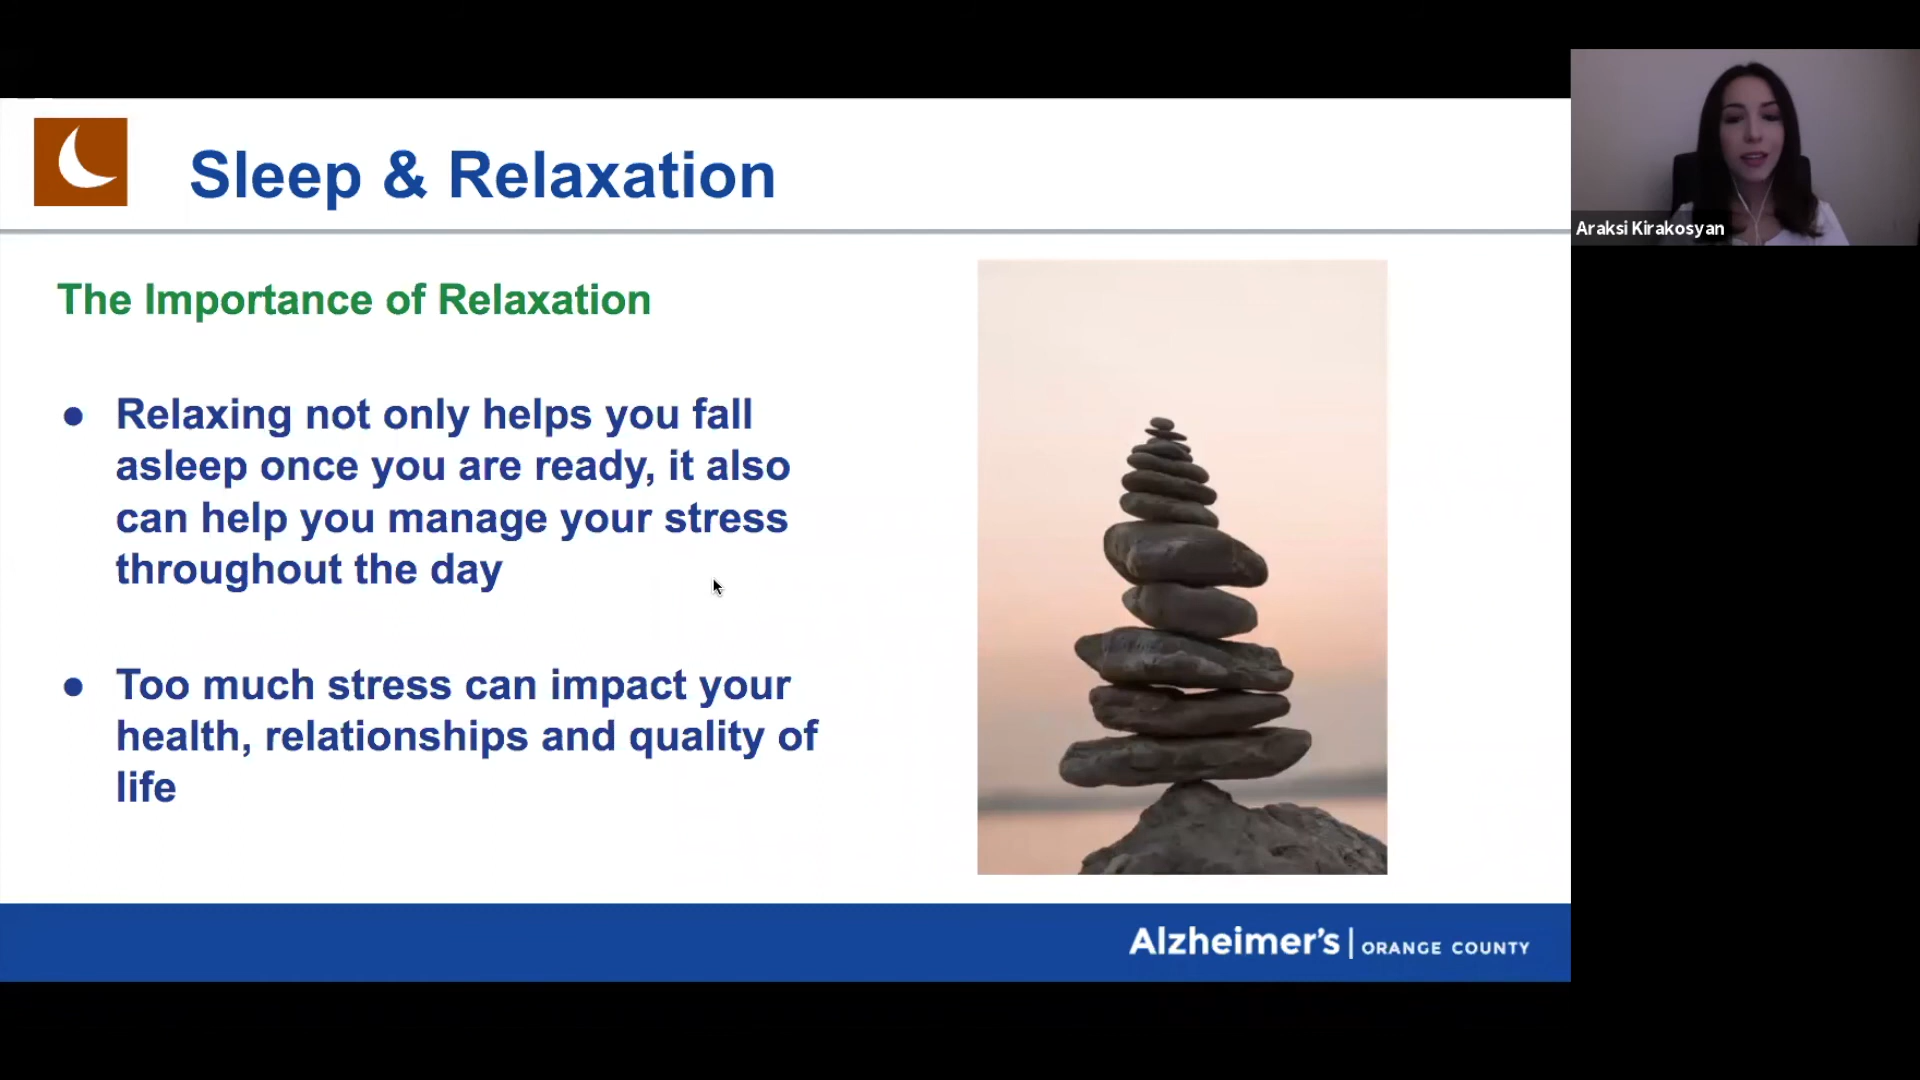 Sleep & Relaxation
Araksi Kirakosyan
The Importance of Relaxation
● Relaxing not only helps you fall
asleep once you are ready, it also
can help you manage your stress
throughout the day
● Too much stress can impact your
health, relationships and quality of
life
Alzheimer's | ORANGE COUNTY